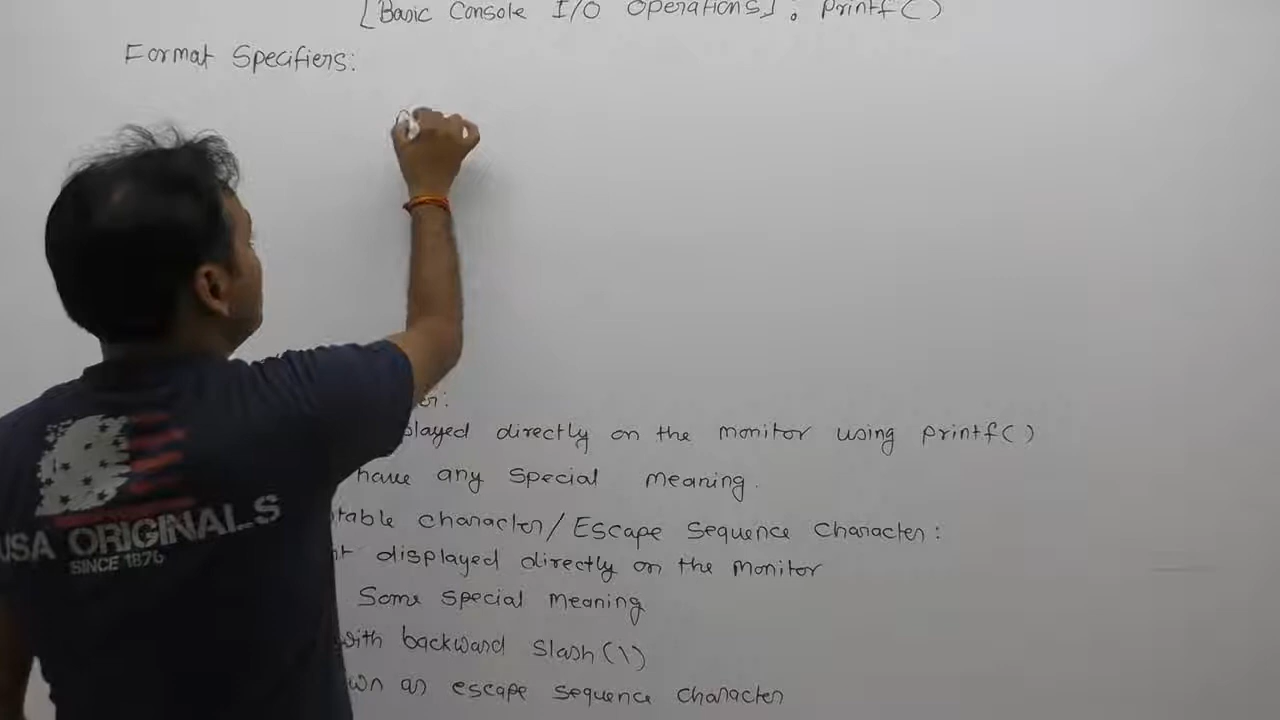 [Basic Console I/O Operations] : Printf()
Format Specifiers:
played directly on the monitor using printf()
have any special meaning.
table character/Escape sequence character:
displayed directly on the monitor
Some special meaning
with backward slash(\)
as escape sequence character
USA ORIGINALS
SINCE 1876